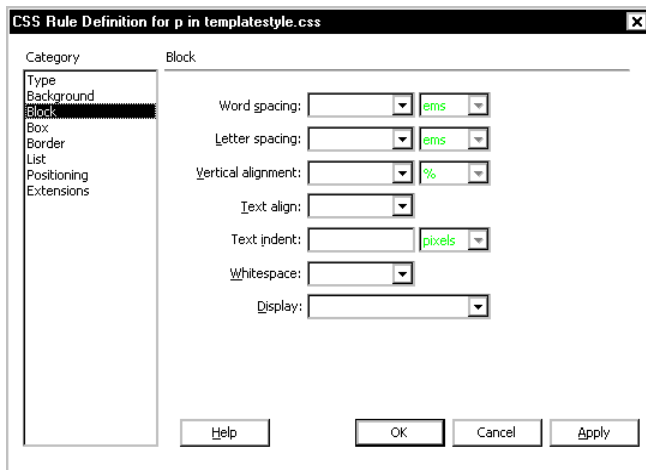 CSS Rule Definition for p in templatestyle.css
Category
Block
Type
Background
Block
Box
Border
List
Positioning
Extensions
Word spacing: ems
Letter spacing: ems
Vertical alignment: %
Text align:
Text indent: pixels
Whitespace:
Display:
Help OK Cancel Apply